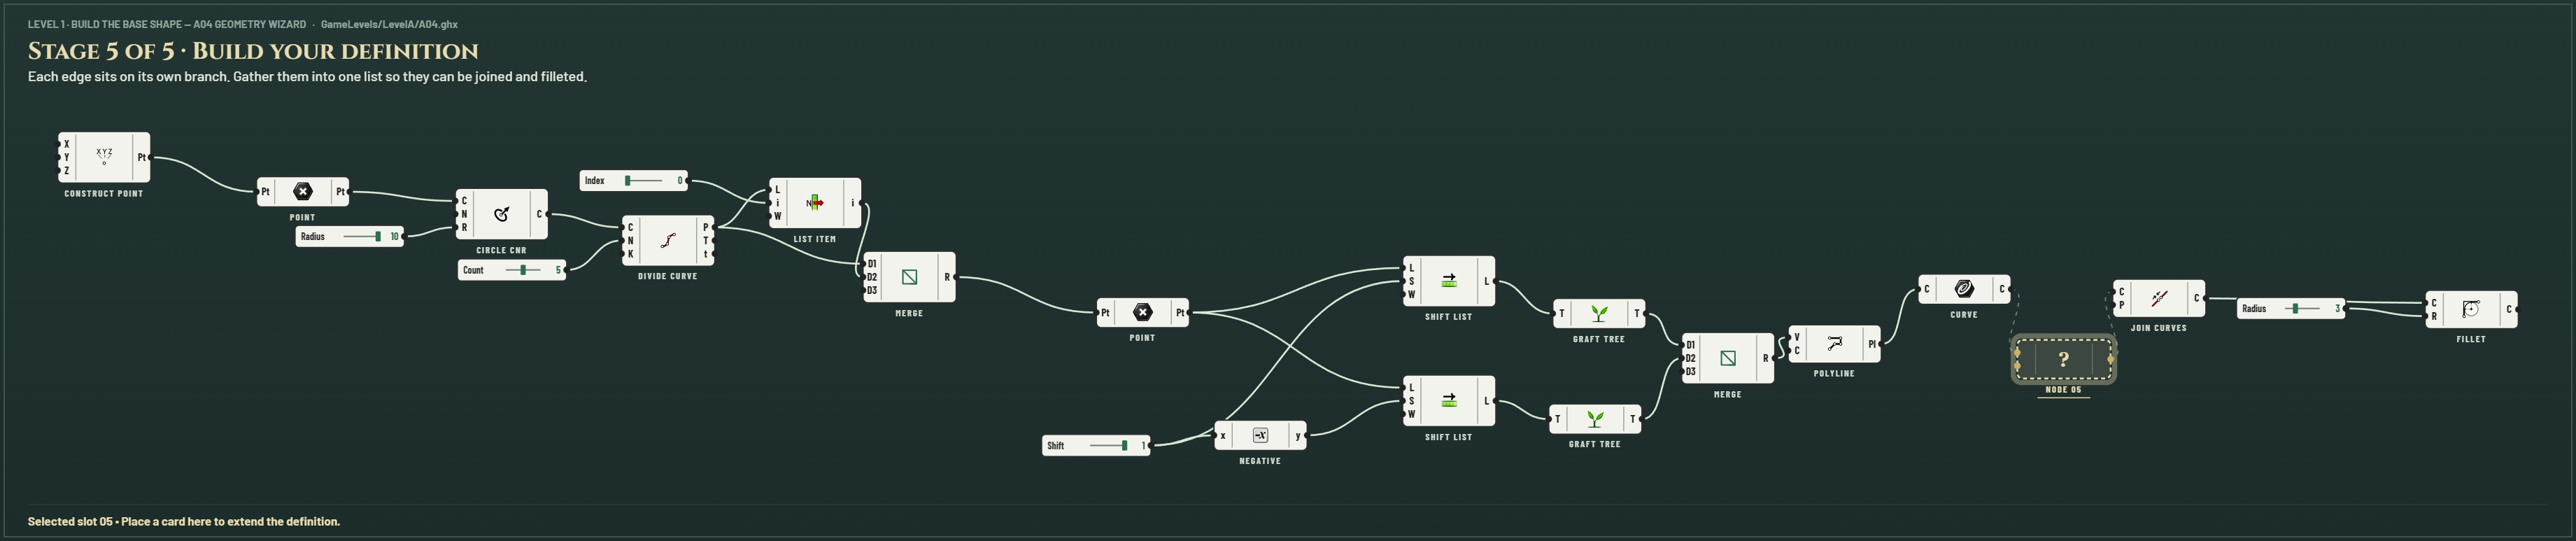 LEVEL 1 · BUILD THE BASE SHAPE — A04 GEOMETRY WIZARD · GameLevels/LevelA/A04.ghx
STAGE 5 OF 5 · BUILD YOUR DEFINITION
Each edge sits on its own branch. Gather them into one list so they can be joined and filleted.
X
Y
Z
XYZ
Pt
CONSTRUCT POINT
Pt
Pt
POINT
Radius
10
C
N
R
C
CIRCLE CNR
Count
5
Index
0
C
N
K
P
T
t
DIVIDE CURVE
L
i
W
N
i
LIST ITEM
D1
D2
D3
R
MERGE
Pt
Pt
POINT
Shift
1
x
-x
y
NEGATIVE
L
S
W
L
SHIFT LIST
L
S
W
L
SHIFT LIST
T
T
GRAFT TREE
T
T
GRAFT TREE
D1
D2
D3
R
MERGE
V
C
Pl
POLYLINE
C
C
CURVE
?
NODE 05
C
P
C
JOIN CURVES
Radius
3
C
R
C
FILLET
Selected slot 05 • Place a card here to extend the definition.